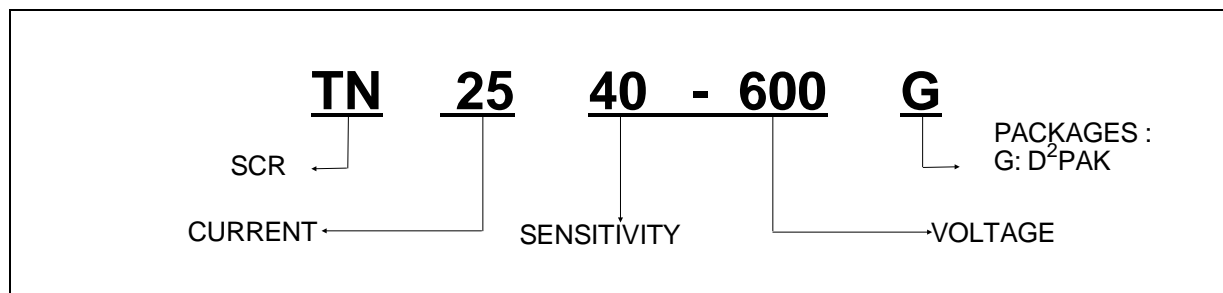 TN 25 40 - 600 G
PACKAGES :
G: D²PAK
SCR
CURRENT
SENSITIVITY
VOLTAGE